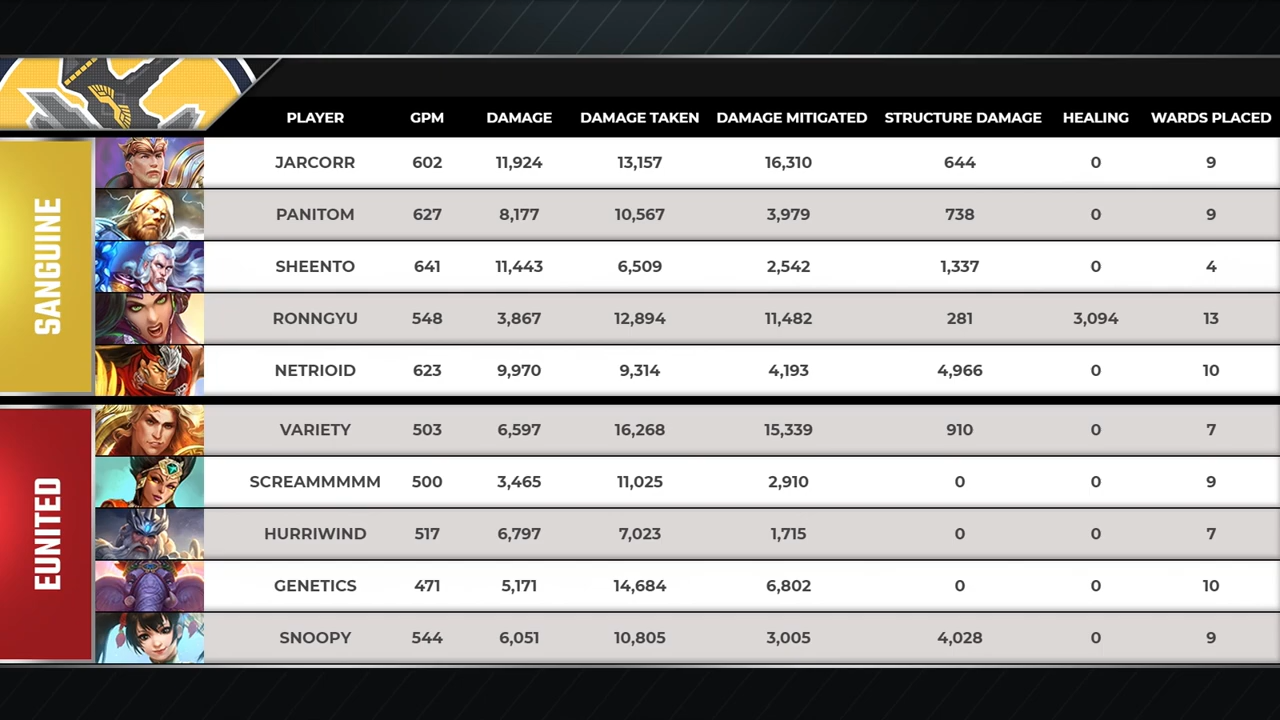 PLAYER GPM DAMAGE DAMAGE TAKEN DAMAGE MITIGATED STRUCTURE DAMAGE HEALING WARDS PLACED
SANGUINE
JARCORR 602 11,924 13,157 16,310 644 0 9
PANITOM 627 8,177 10,567 3,979 738 0 9
SHEENTO 641 11,443 6,509 2,542 1,337 0 4
RONNGYU 548 3,867 12,894 11,482 281 3,094 13
NETRIOID 623 9,970 9,314 4,193 4,966 0 10
EUNITED
VARIETY 503 6,597 16,268 15,339 910 0 7
SCREAMMMMM 500 3,465 11,025 2,910 0 0 9
HURRIWIND 517 6,797 7,023 1,715 0 0 7
GENETICS 471 5,171 14,684 6,802 0 0 10
SNOOPY 544 6,051 10,805 3,005 4,028 0 9